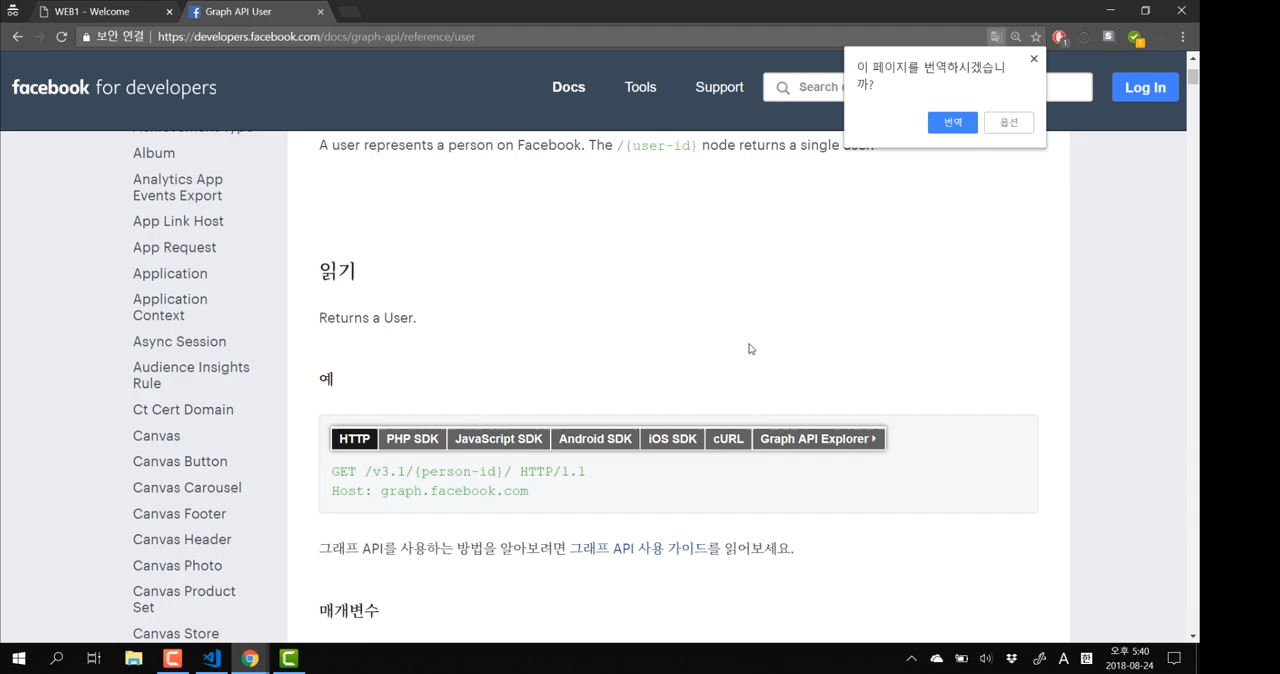 WEB1 - Welcome
Graph API User
보안 연결
https://developers.facebook.com/docs/graph-api/reference/user
facebook for developers
Docs
Tools
Support
Log In
이 페이지를 번역하시겠습니
까?
번역
옵션
Album
Analytics App
Events Export
App Link Host
App Request
Application
Application
Context
Async Session
Audience Insights
Rule
Ct Cert Domain
Canvas
Canvas Button
Canvas Carousel
Canvas Footer
Canvas Header
Canvas Photo
Canvas Product
Set
Canvas Store
A user represents a person on Facebook. The /{user-id} node returns a single user.
읽기
Returns a User.
예
HTTP PHP SDK JavaScript SDK Android SDK iOS SDK cURL Graph API Explorer
GET /v3.1/{person-id}/ HTTP/1.1
Host: graph.facebook.com
그래프 API를 사용하는 방법을 알아보려면 그래프 API 사용 가이드를 읽어보세요.
매개변수
A 한
오후 5:40
2018-08-24